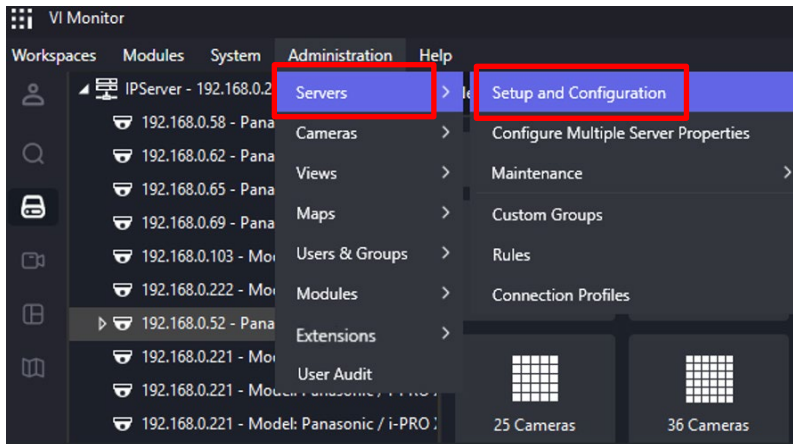 VI Monitor
Workspaces Modules System Administration Help
IPServer - 192.168.0.2
192.168.0.58 - Pana
192.168.0.62 - Pana
192.168.0.65 - Pana
192.168.0.69 - Pana
192.168.0.103 - Mo
192.168.0.222 - Mo
192.168.0.52 - Pana
192.168.0.221 - Mo
192.168.0.221 - Model: Panasonic / i-PRO
192.168.0.221 - Model: Panasonic / i-PRO
Servers
Cameras
Views
Maps
Users & Groups
Modules
Extensions
User Audit
Setup and Configuration
Configure Multiple Server Properties
Maintenance
Custom Groups
Rules
Connection Profiles
25 Cameras
36 Cameras